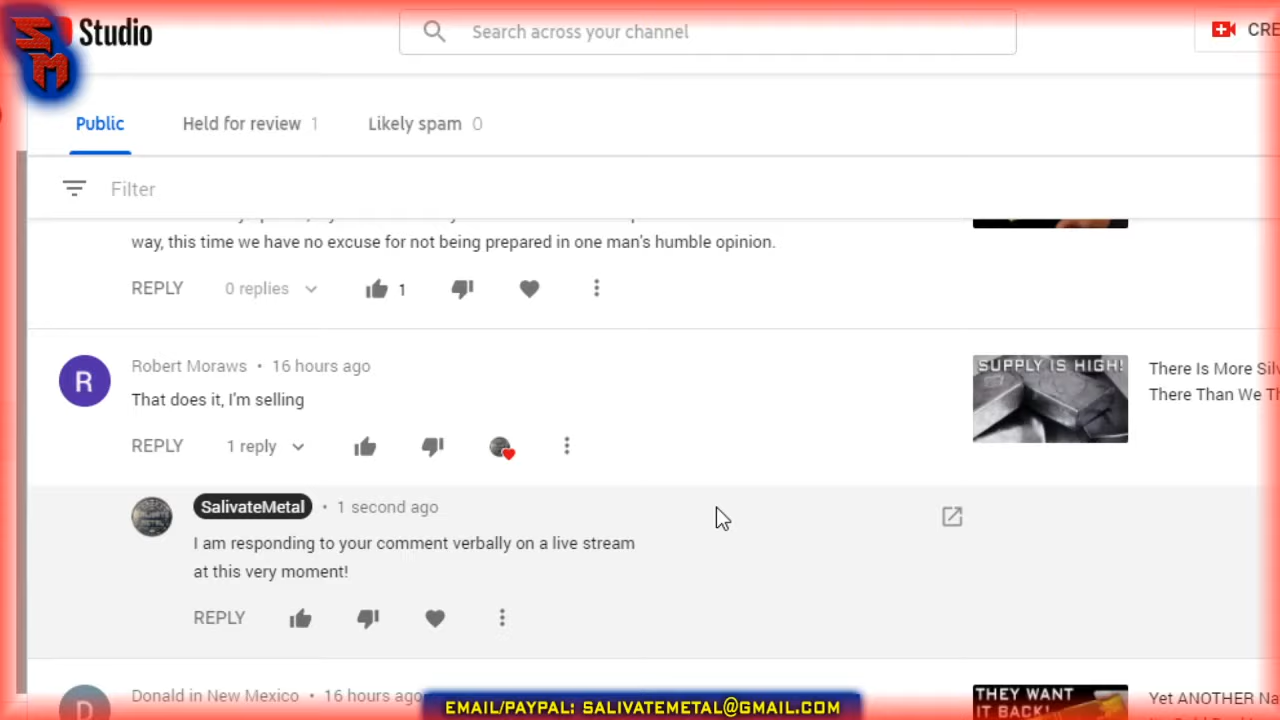 SM Studio
Search across your channel
CRE
Public
Held for review 1
Likely spam 0
Filter
way, this time we have no excuse for not being prepared in one man's humble opinion.
REPLY 0 replies 1
Robert Moraws • 16 hours ago
That does it, I'm selling
REPLY 1 reply
SUPPLY IS HIGH!
There Is More Sil
There Than We Th
R
SalivateMetal • 1 second ago
I am responding to your comment verbally on a live stream
at this very moment!
REPLY
D
Donald in New Mexico • 16 hours ago
THEY WANT
IT BACK!
Yet ANOTHER Na
EMAIL/PAYPAL: SALIVATEMETAL@GMAIL.COM